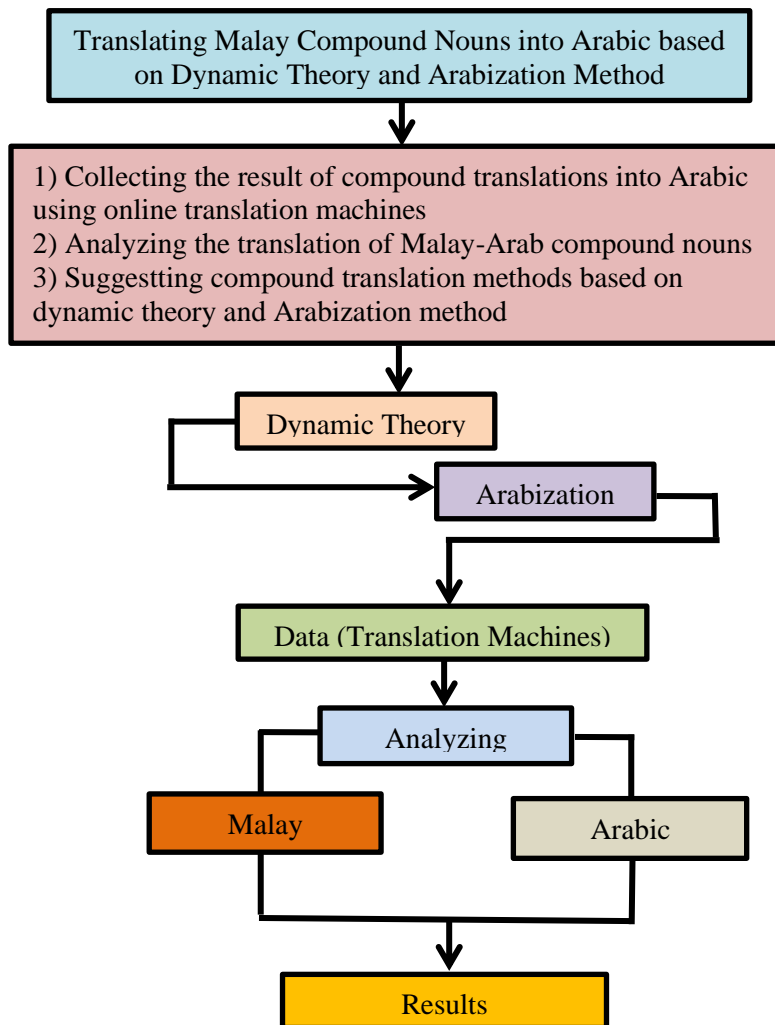 Translating Malay Compound Nouns into Arabic based
on Dynamic Theory and Arabization Method
1) Collecting the result of compound translations into Arabic
using online translation machines
2) Analyzing the translation of Malay-Arab compound nouns
3) Suggestting compound translation methods based on
dynamic theory and Arabization method
Dynamic Theory
Arabization
Data (Translation Machines)
Analyzing
Malay
Arabic
Results